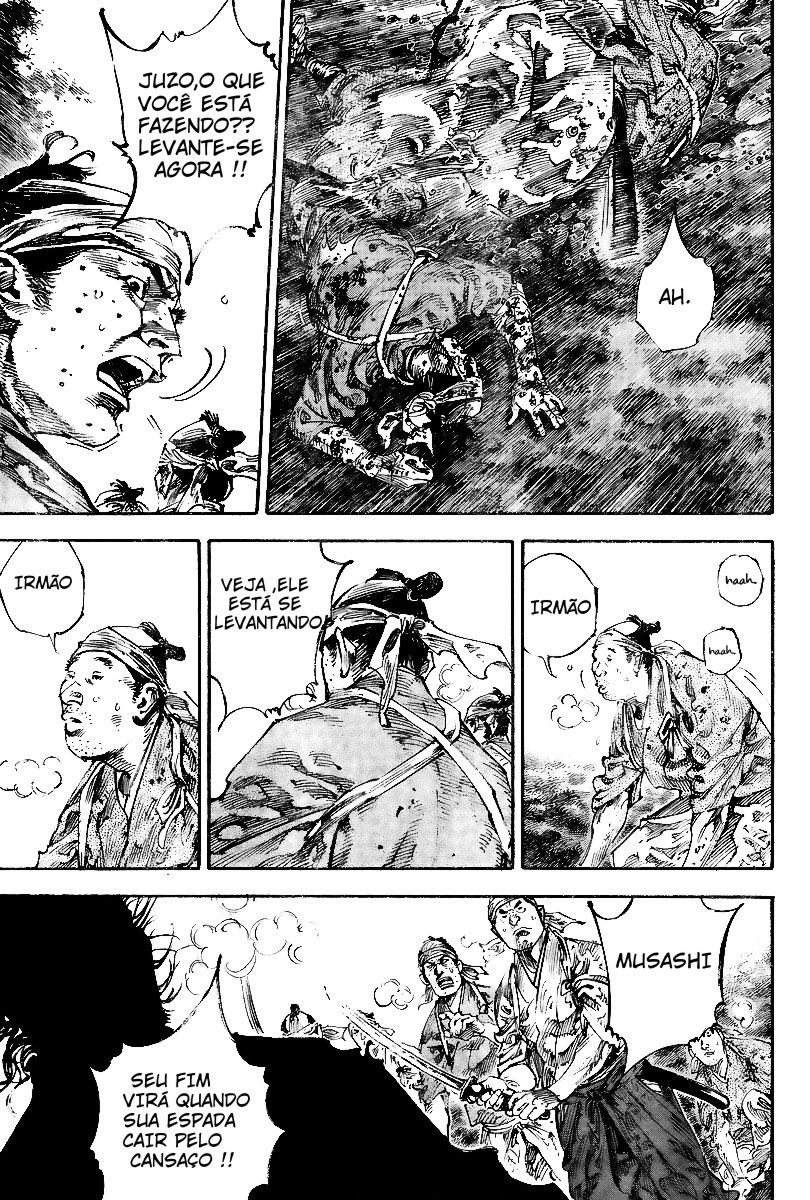 AH.
JUZO,O QUE
VOCÊ ESTÁ
FAZENDO??
LEVANTE-SE
AGORA !!
haah.
haah.
IRMÃO
VEJA ,ELE
ESTÁ SE
LEVANTANDO
IRMÃO
MUSASHI
SEU FIM
VIRÁ QUANDO
SUA ESPADA
CAIR PELO
CANSAÇO !!